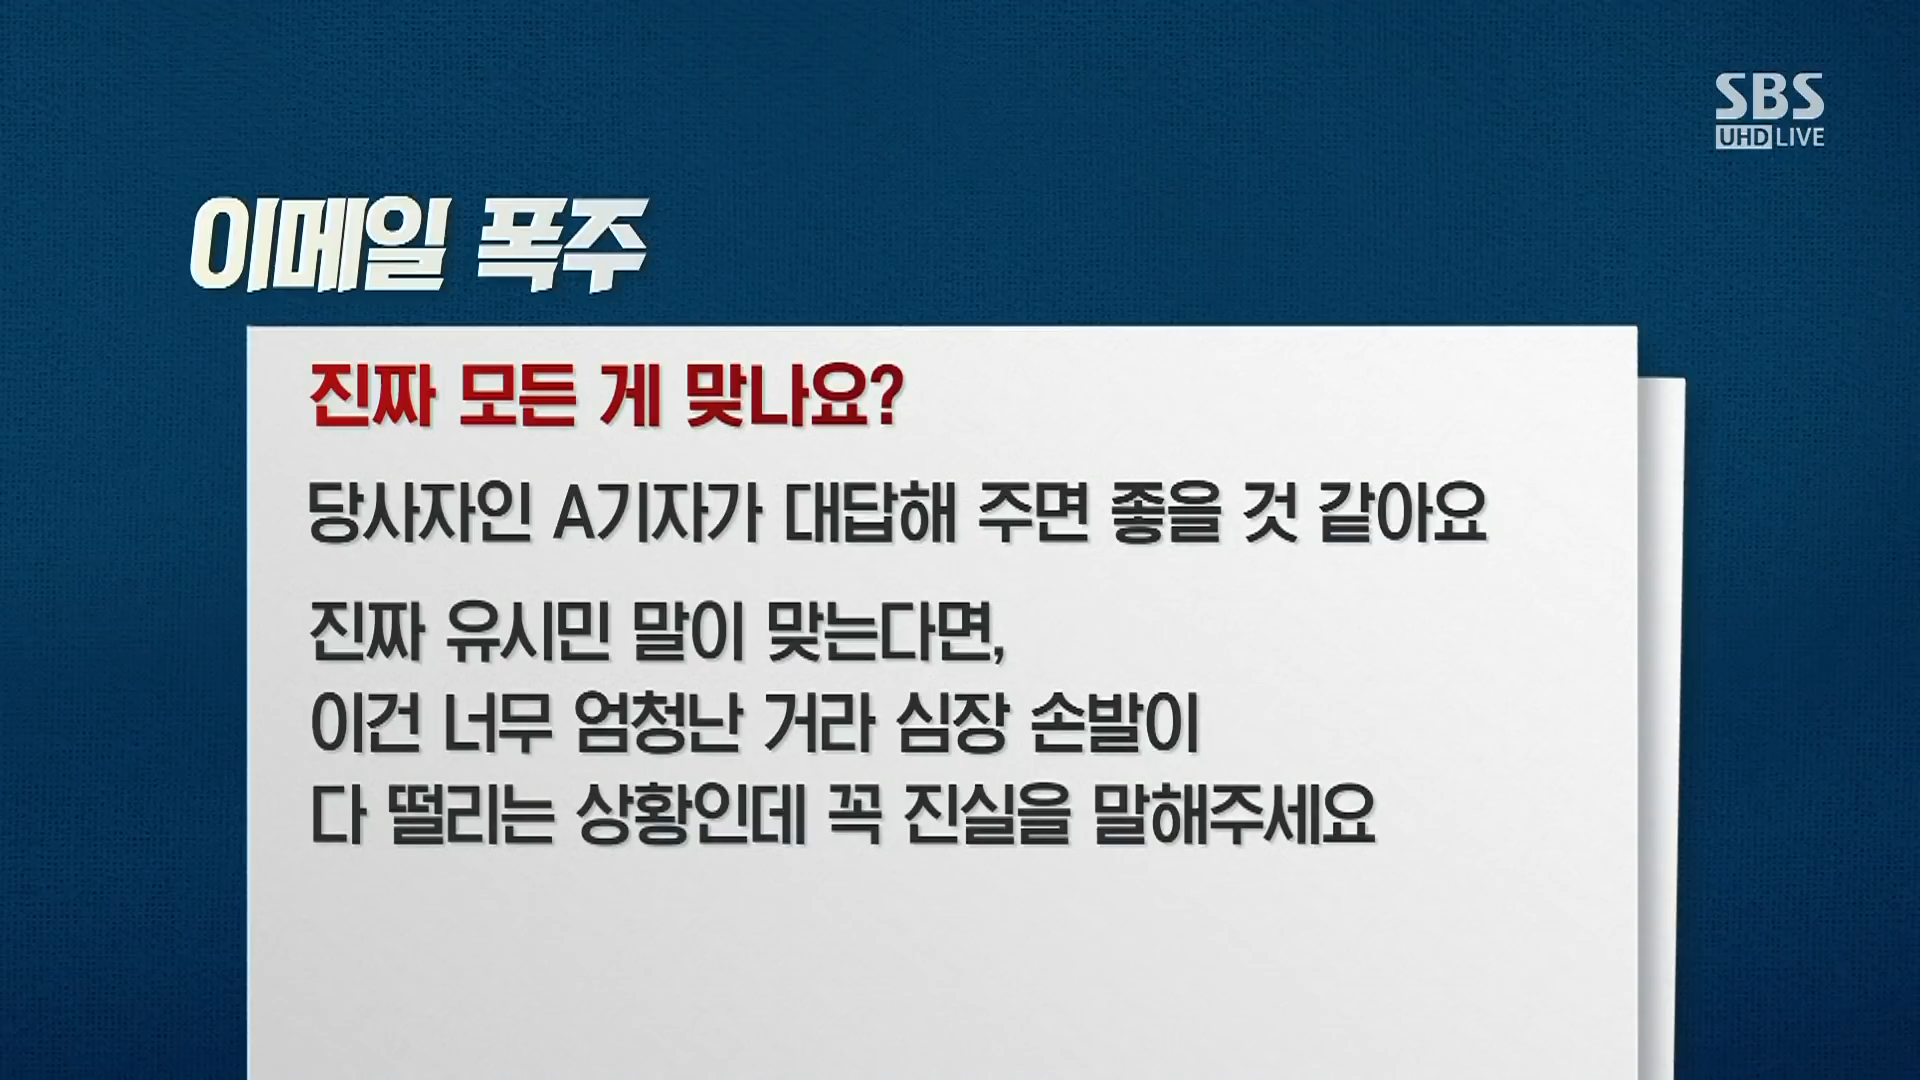 SBS
UHD LIVE
이메일 폭주
진짜 모든 게 맞나요?
당사자인 A기자가 대답해 주면 좋을 것 같아요
진짜 유시민 말이 맞는다면,
이건 너무 엄청난 거라 심장 손발이
다 떨리는 상황인데 꼭 진실을 말해주세요